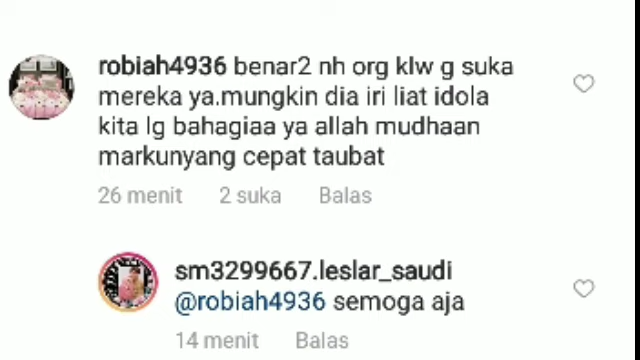 robiah4936 benar2 nh org klw g suka
mereka ya.mungkin dia iri liat idola
kita lg bahagiaa ya allah mudhaan
markunyang cepat taubat
26 menit 2 suka Balas
sm3299667.leslar_saudi
@robiah4936 semoga aja
14 menit Balas